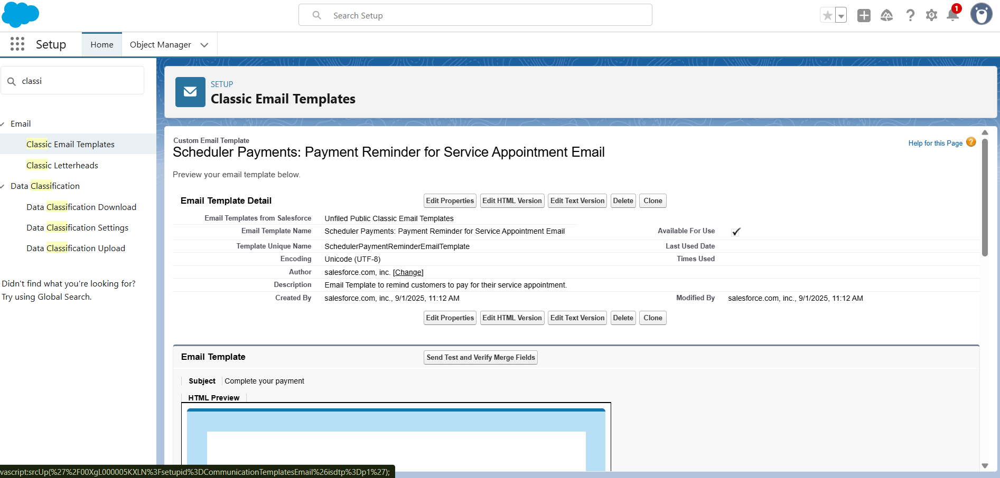 Search Setup
1
Setup
Home
Object Manager
classi
Email
Classic Email Templates
Classic Letterheads
Data Classification
Data Classification Download
Data Classification Settings
Data Classification Upload
Didn't find what you're looking for?
Try using Global Search.
SETUP
Classic Email Templates
Custom Email Template
Scheduler Payments: Payment Reminder for Service Appointment Email
Help for this Page ?
Preview your email template below.
Email Template Detail
Edit Properties Edit HTML Version Edit Text Version Delete Clone
Email Templates from Salesforce Unfiled Public Classic Email Templates
Email Template Name Scheduler Payments: Payment Reminder for Service Appointment Email Available For Use
Template Unique Name SchedulerPaymentReminderEmailTemplate Last Used Date
Encoding Unicode (UTF-8) Times Used
Author salesforce.com, inc. [Change]
Description Email Template to remind customers to pay for their service appointment.
Created By salesforce.com, inc., 9/1/2025, 11:12 AM Modified By salesforce.com, inc., 9/1/2025, 11:12 AM
Edit Properties Edit HTML Version Edit Text Version Delete Clone
Email Template Send Test and Verify Merge Fields
Subject Complete your payment
HTML Preview
vascript:srcUp(%27%2F00XgL000005KXLN%3Fsetupid%3DCommunicationTemplatesEmail%26isdtp%3Dp1%27);